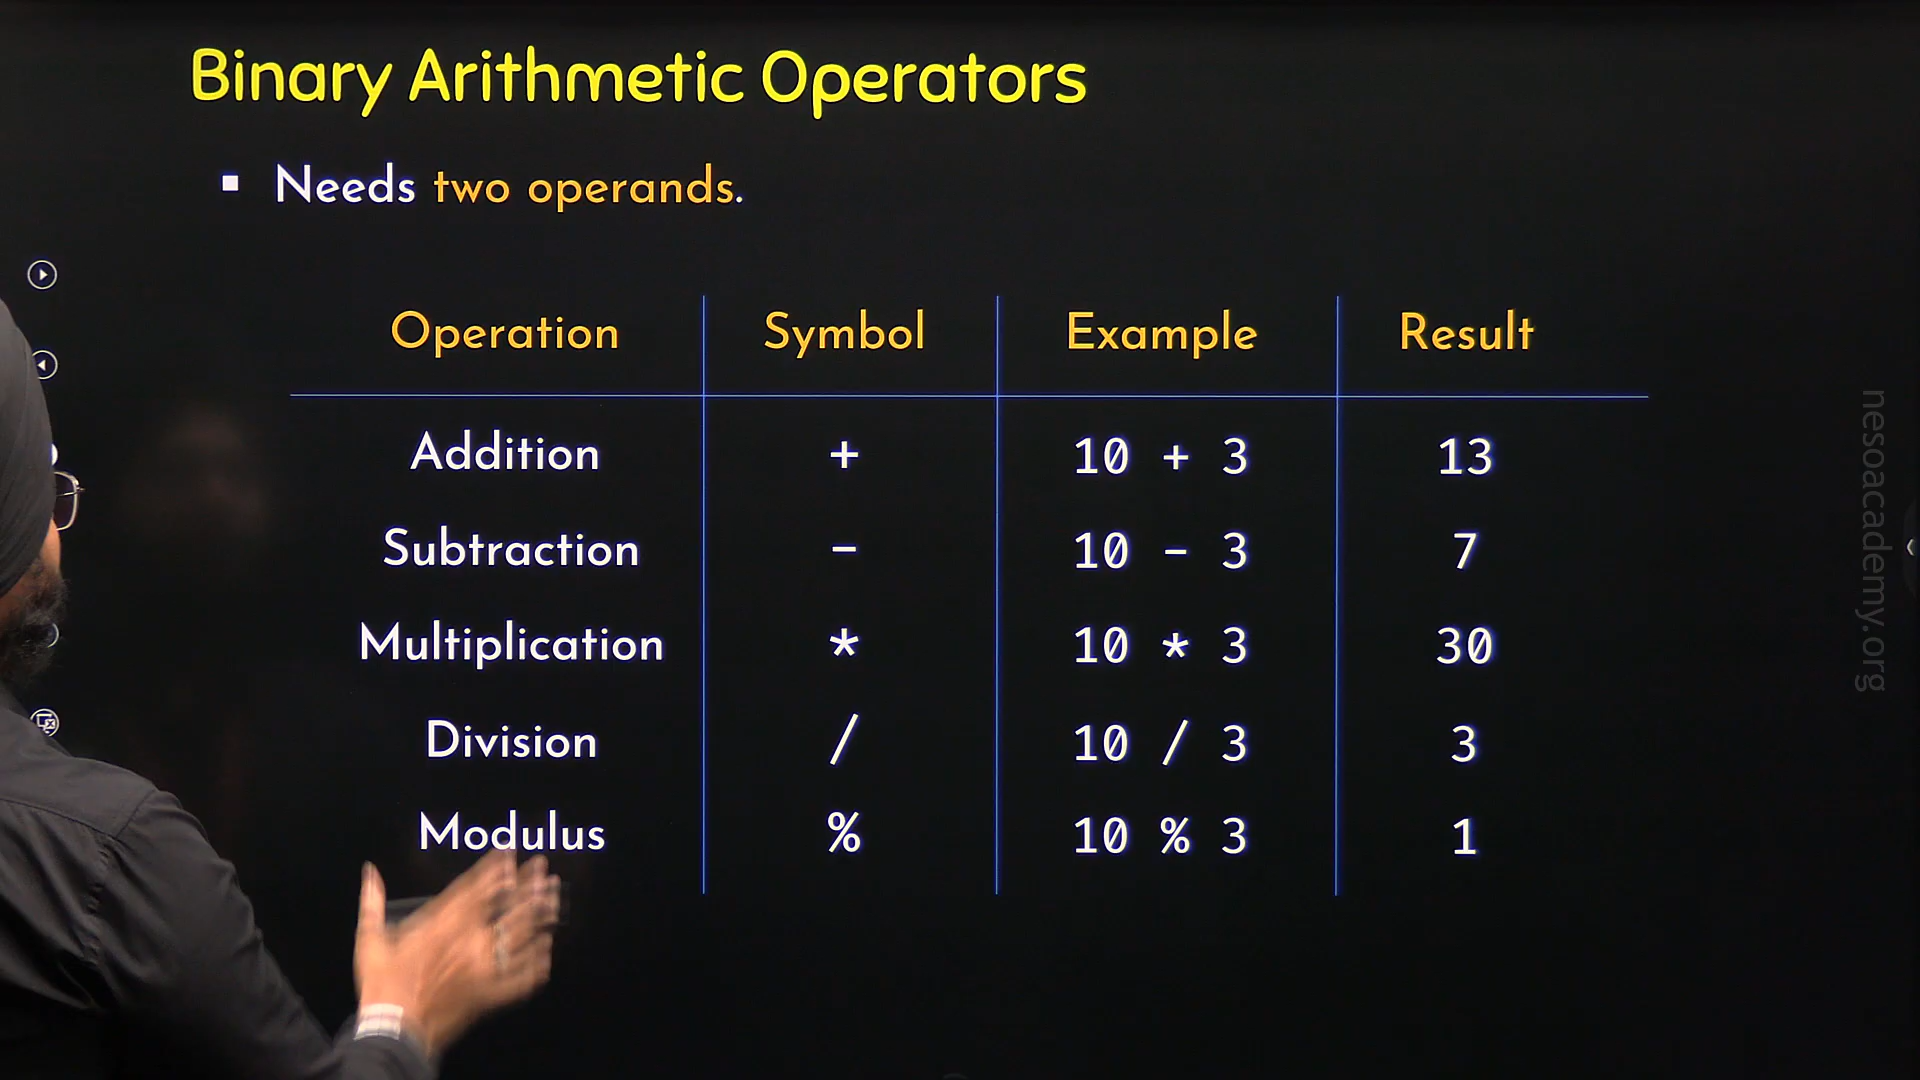 Binary Arithmetic Operators
▪ Needs two operands.
Operation Symbol Example Result
Addition + 10 + 3 13
Subtraction - 10 - 3 7
Multiplication * 10 * 3 30
Division / 10 / 3 3
Modulus % 10 % 3 1
nesoacademy.org